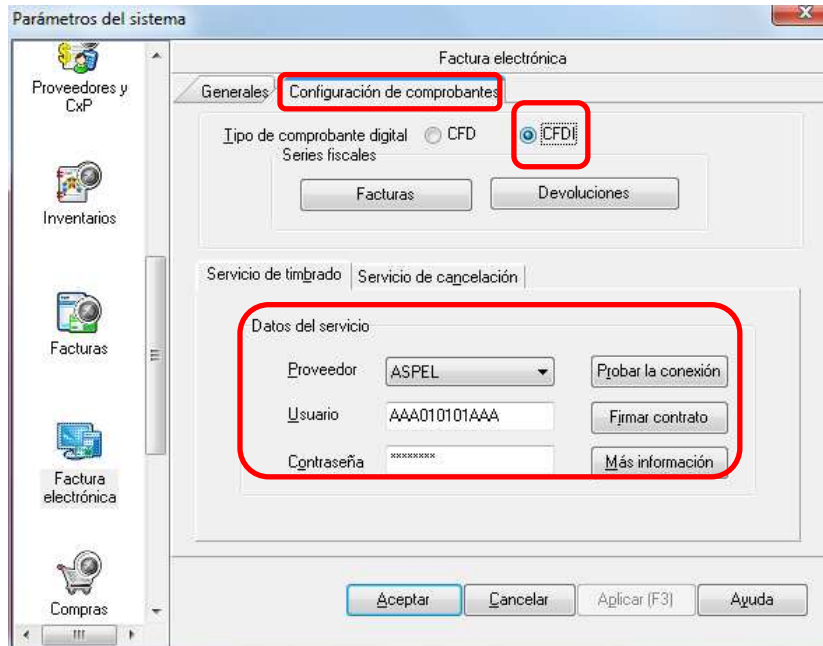 Parámetros del sistema
Proveedores y
CxP
Inventarios
Facturas
Factura
electrónica
Compras
Factura electrónica
Generales
Configuración de comprobantes
Tipo de comprobante digital CFD CFDI
Series fiscales
Facturas Devoluciones
Servicio de timbrado Servicio de cancelación
Datos del servicio
Proveedor ASPEL Probar la conexión
Usuario AAA010101AAA Firmar contrato
Contraseña ******** Más información
Aceptar Cancelar Aplicar (F3) Ayuda